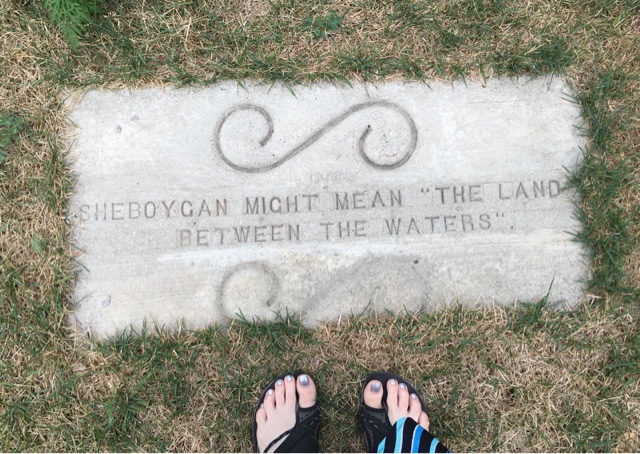 SHEBOYGAN MIGHT MEAN "THE LAND
BETWEEN THE WATERS".